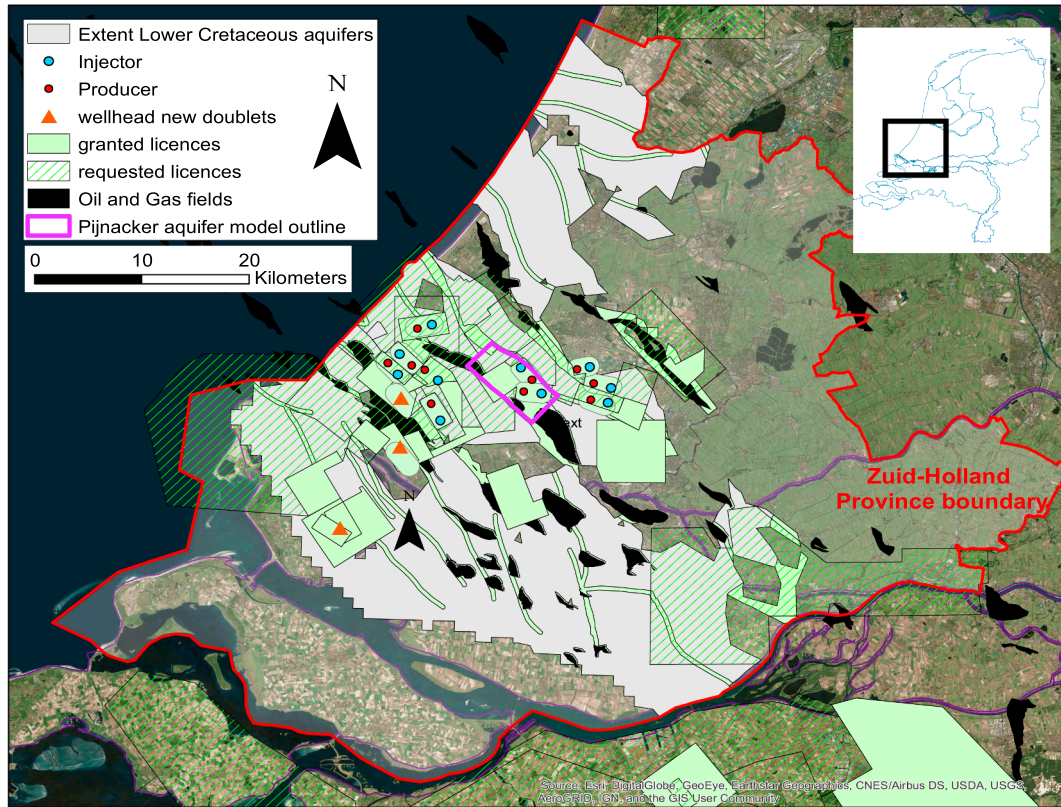 Extent Lower Cretaceous aquifers
Injector
Producer
wellhead new doublets
granted licences
requested licences
Oil and Gas fields
Pijnacker aquifer model outline
N
0 10 20
Kilometers
ext
Zuid-Holland
Province boundary
N
Source: Esri, DigitalGlobe, GeoEye, Earthstar Geographics, CNES/Airbus DS, USDA, USGS,
AeroGRID, IGN, and the GIS User Community